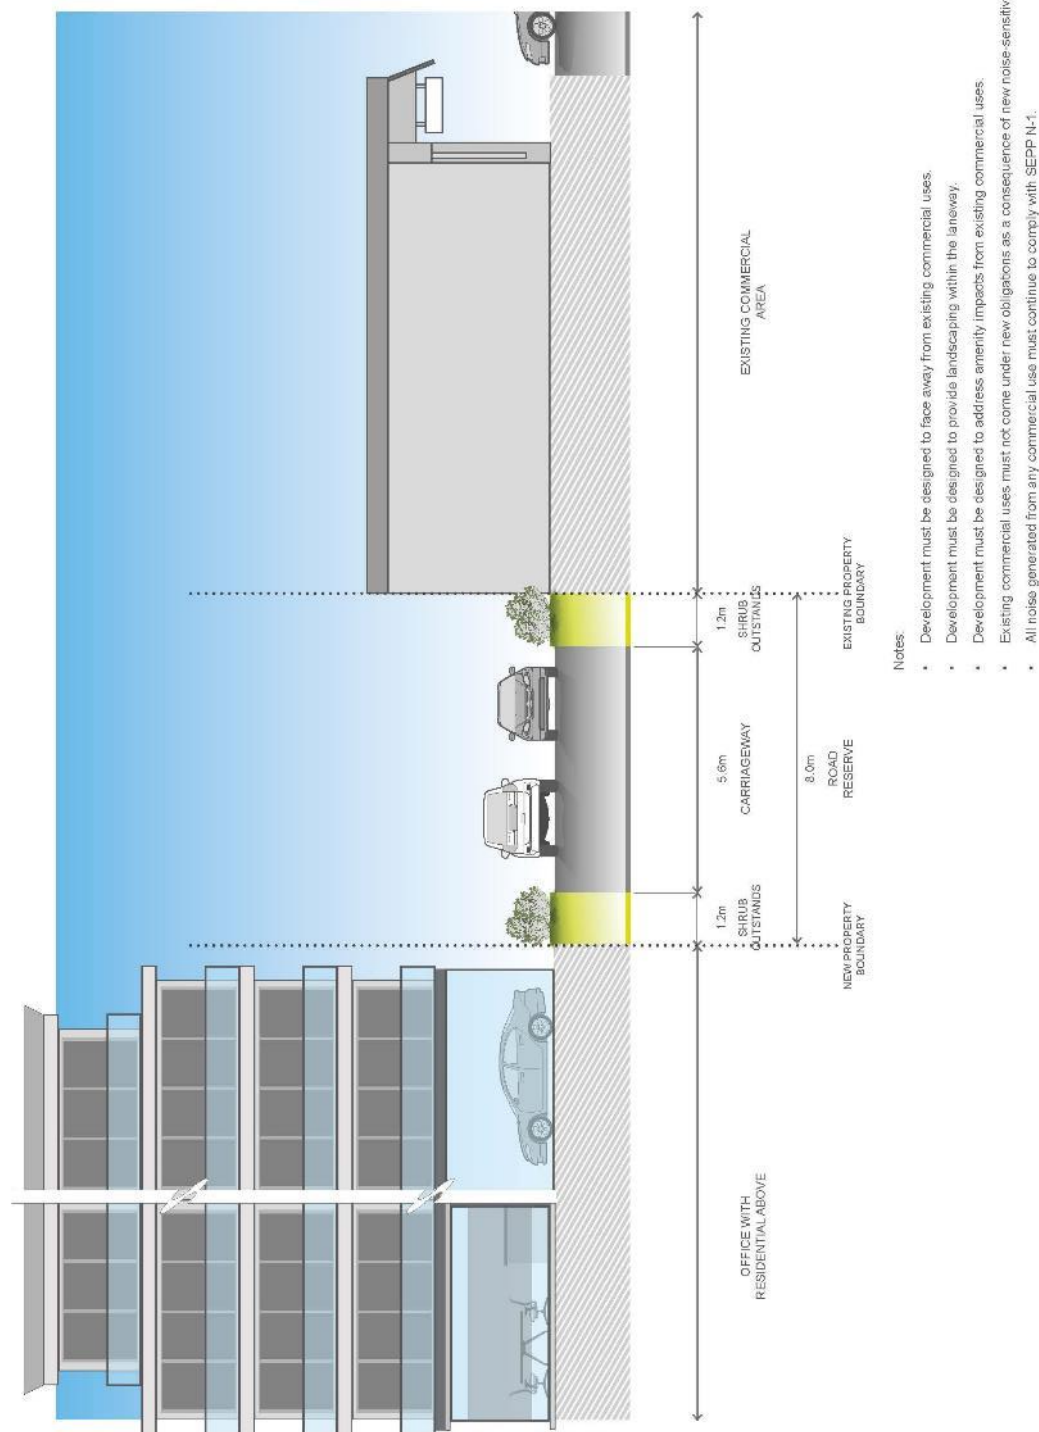 OFFICE WITH
RESIDENTIAL ABOVE
NEW PROPERTY
BOUNDARY
1.2m
SHRUB
OUTSTANDS
5.6m
CARRIAGEWAY
8.0m
ROAD
RESERVE
1.2m
SHRUB
OUTSTANDS
EXISTING PROPERTY
BOUNDARY
EXISTING COMMERCIAL
AREA
Notes:
• Development must be designed to face away from existing commercial uses.
• Development must be designed to provide landscaping within the laneway.
• Development must be designed to address amenity impacts from existing commercial uses.
• Existing commercial uses must not come under new obligations as a consequence of new noise-sensitiv
• All noise generated from any commercial use must continue to comply with SEPP N-1.